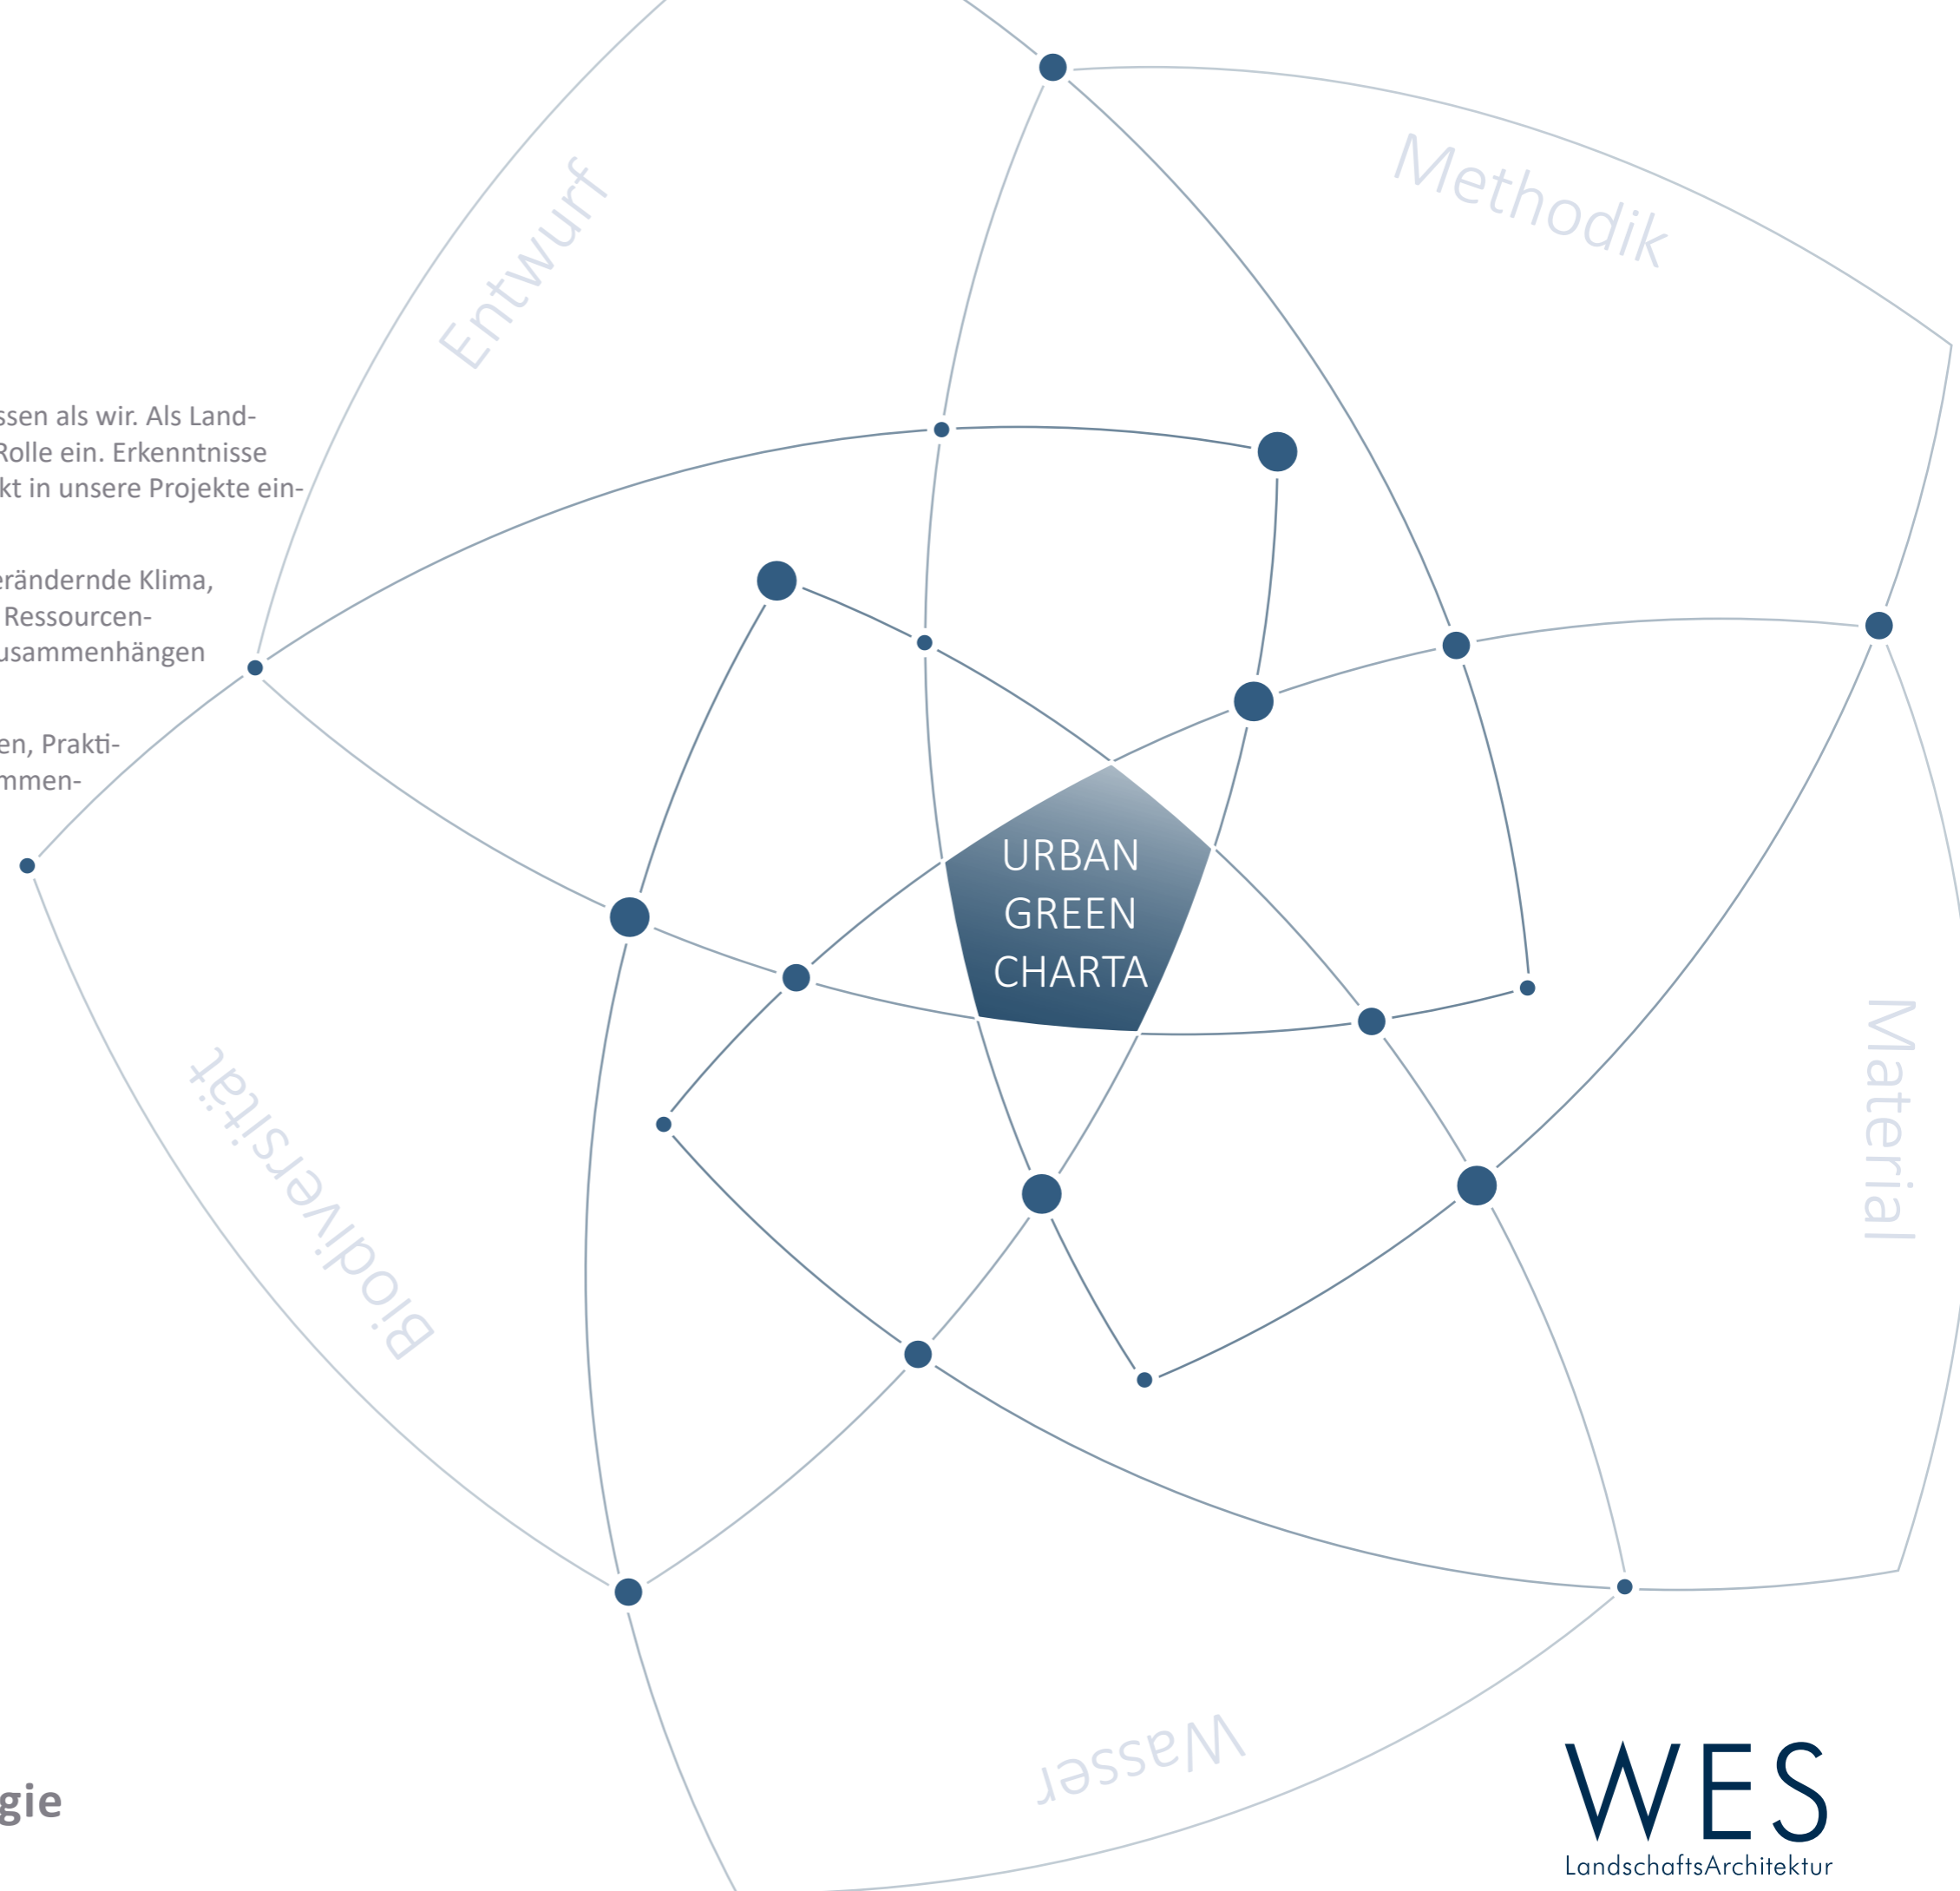 Methodik
Entwurf
ssen als wir. Als Land-
Rolle ein. Erkenntnisse
kt in unsere Projekte ein-
erändernde Klima,
Ressourcen-
usammenhängen
en, Prakti-
mmen-
URBAN
GREEN
CHARTA
Material
Biodiversität
Wasser
gie
WES
LandschaftsArchitektur